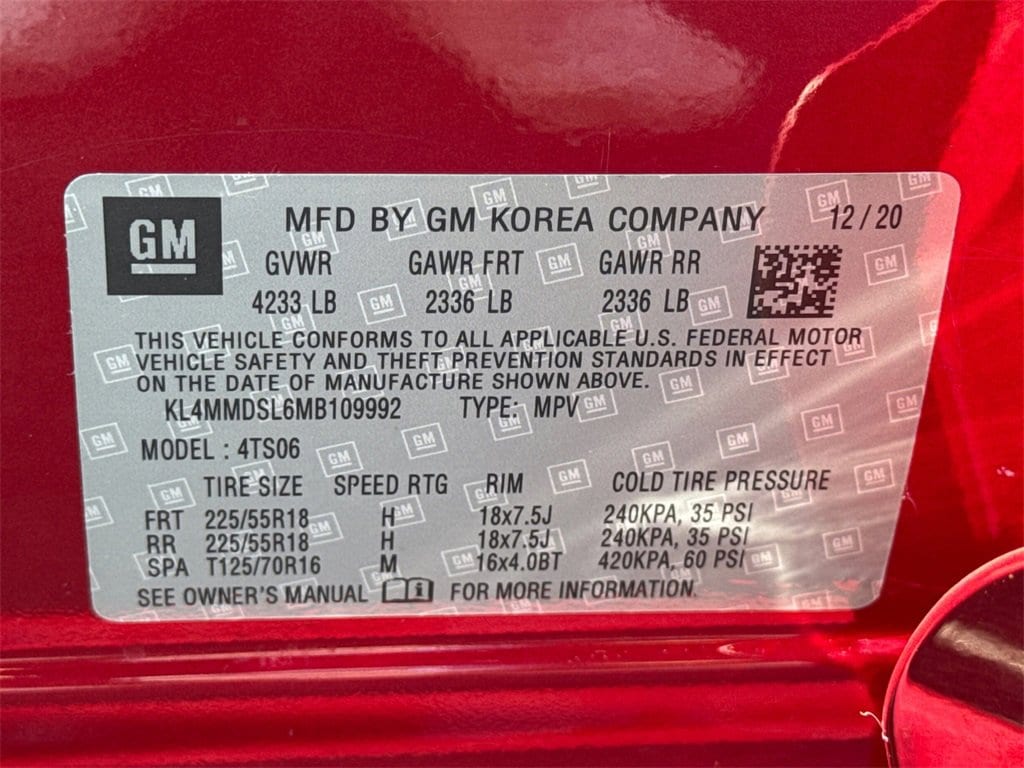 GM MFD BY GM KOREA COMPANY 12/20
GVWR GAWR FRT GAWR RR
4233 LB 2336 LB 2336 LB
THIS VEHICLE CONFORMS TO ALL APPLICABLE U.S. FEDERAL MOTOR
VEHICLE SAFETY AND THEFT PREVENTION STANDARDS IN EFFECT
ON THE DATE OF MANUFACTURE SHOWN ABOVE.
KL4MMDSL6MB109992 TYPE: MPV
MODEL : 4TS06
TIRE SIZE SPEED RTG RIM COLD TIRE PRESSURE
FRT 225/55R18 H 18x7.5J 240KPA, 35 PSI
RR 225/55R18 H 18x7.5J 240KPA, 35 PSI
SPA T125/70R16 M 16x4.0BT 420KPA, 60 PSI
SEE OWNER'S MANUAL i FOR MORE INFORMATION.